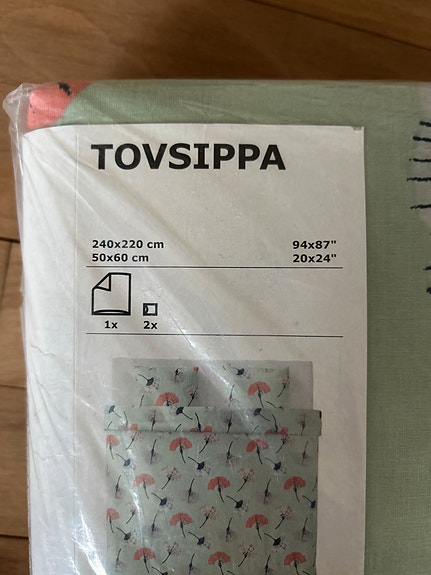 TOVSIPPA
240x220 cm 94x87"
50x60 cm 20x24"
1x 2x